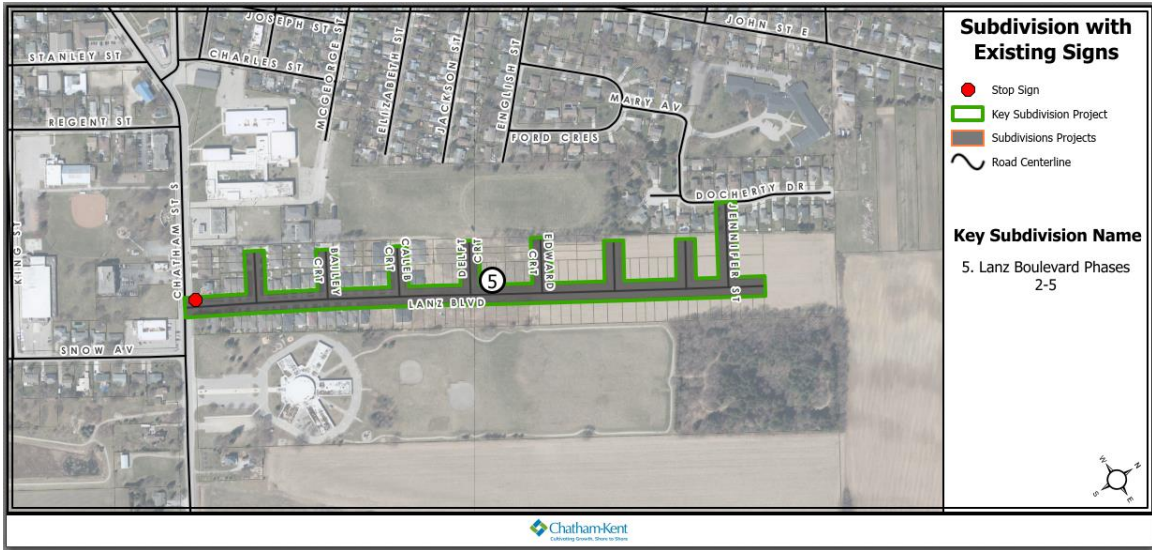 JOSEPH ST
JOHN ST E
STANLEY ST
CHARLES ST
MCGEORGE ST
ELIZABETH ST
JACKSON ST
ENGLISH ST
MARY AV
REGENT ST
FORD CRES
DOCHERTY DR
KING ST
CHATHAM ST S
BAILEY
CRT
CALEB
CRT
DELFT
CRT
EDWARD
CRT
JENNIFER ST
5
LANZ BLVD
SNOW AV
Subdivision with
Existing Signs
Stop Sign
Key Subdivision Project
Subdivisions Projects
Road Centerline
Key Subdivision Name
5. Lanz Boulevard Phases
2-5
W
N
S
E
Chatham-Kent
Cultivating Growth, Shore to Shore